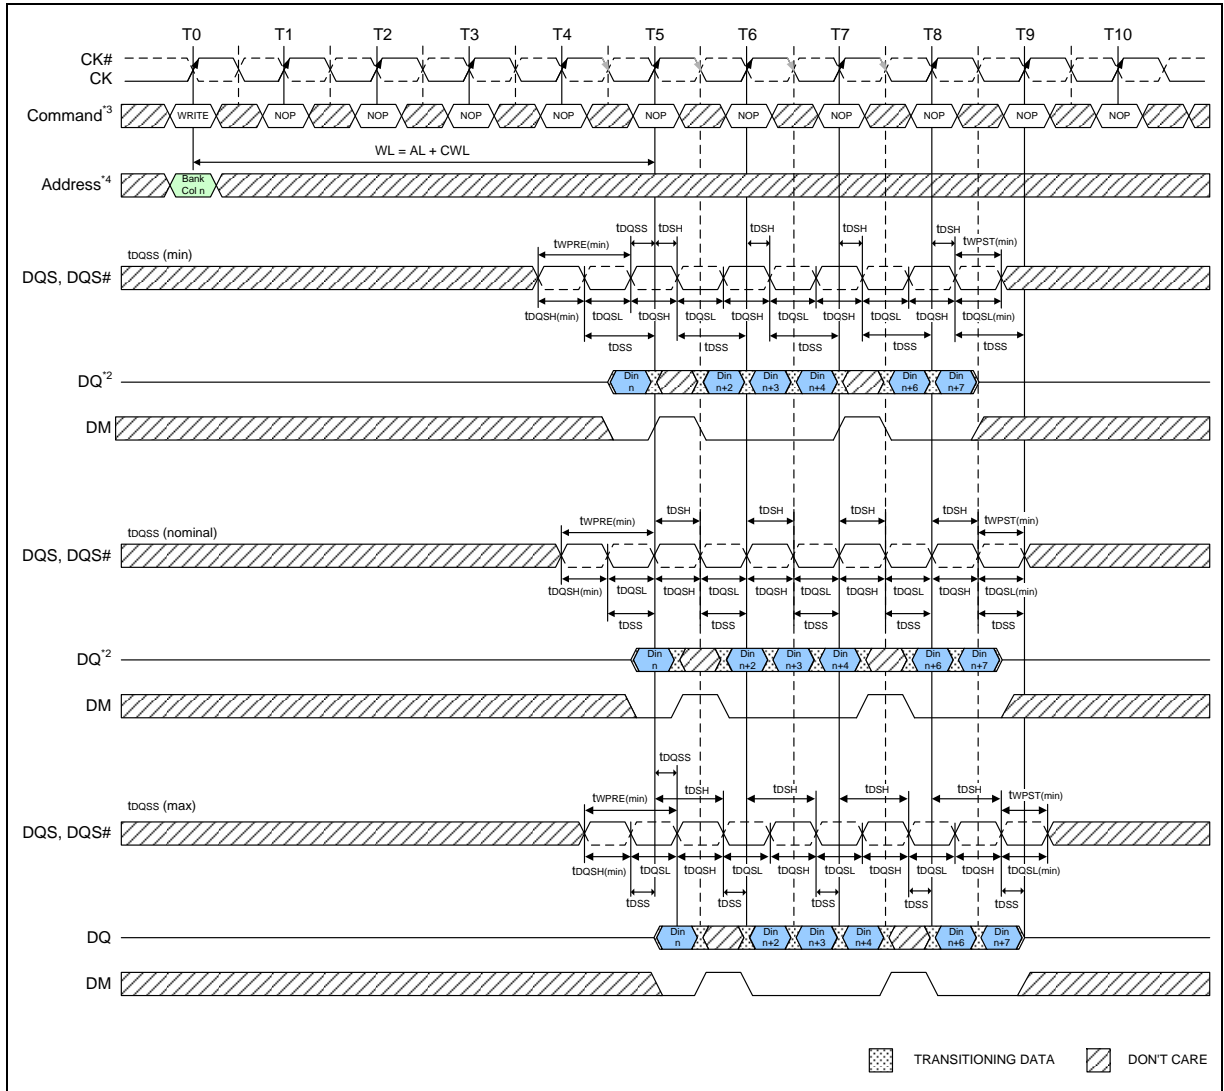 T0 T1 T2 T3 T4 T5 T6 T7 T8 T9 T10
CK#
CK
Command*3 WRITE NOP NOP NOP NOP NOP NOP NOP NOP NOP NOP
WL = AL + CWL
Address*4 Bank Col n
tDQSS tDSH tDSH tDSH tDSH
tDQSS (min) tWPRE(min) tWPST(min)
DQS, DQS#
tDQSH(min) tDQSL tDQSH tDQSL tDQSH tDQSL tDQSH tDQSL tDQSH tDQSL(min)
tDSS tDSS tDSS tDSS tDSS
DQ*2 Din n Din n+2 Din n+3 Din n+4 Din n+6 Din n+7
DM
tDQSS (nominal) tWPRE(min) tDSH tDSH tDSH tDSH tWPST(min)
DQS, DQS#
tDQSH(min) tDQSL tDQSH tDQSL tDQSH tDQSL tDQSH tDQSL tDQSH tDQSL(min)
tDSS tDSS tDSS tDSS tDSS
DQ*2 Din n Din n+2 Din n+3 Din n+4 Din n+6 Din n+7
DM
tDQSS
tDQSS (max) tWPRE(min) tDSH tDSH tDSH tDSH tWPST(min)
DQS, DQS#
tDQSH(min) tDQSL tDQSH tDQSL tDQSH tDQSL tDQSH tDQSL tDQSH tDQSL(min)
tDSS tDSS tDSS tDSS tDSS
DQ Din n Din n+2 Din n+3 Din n+4 Din n+6 Din n+7
DM
TRANSITIONING DATA DON'T CARE